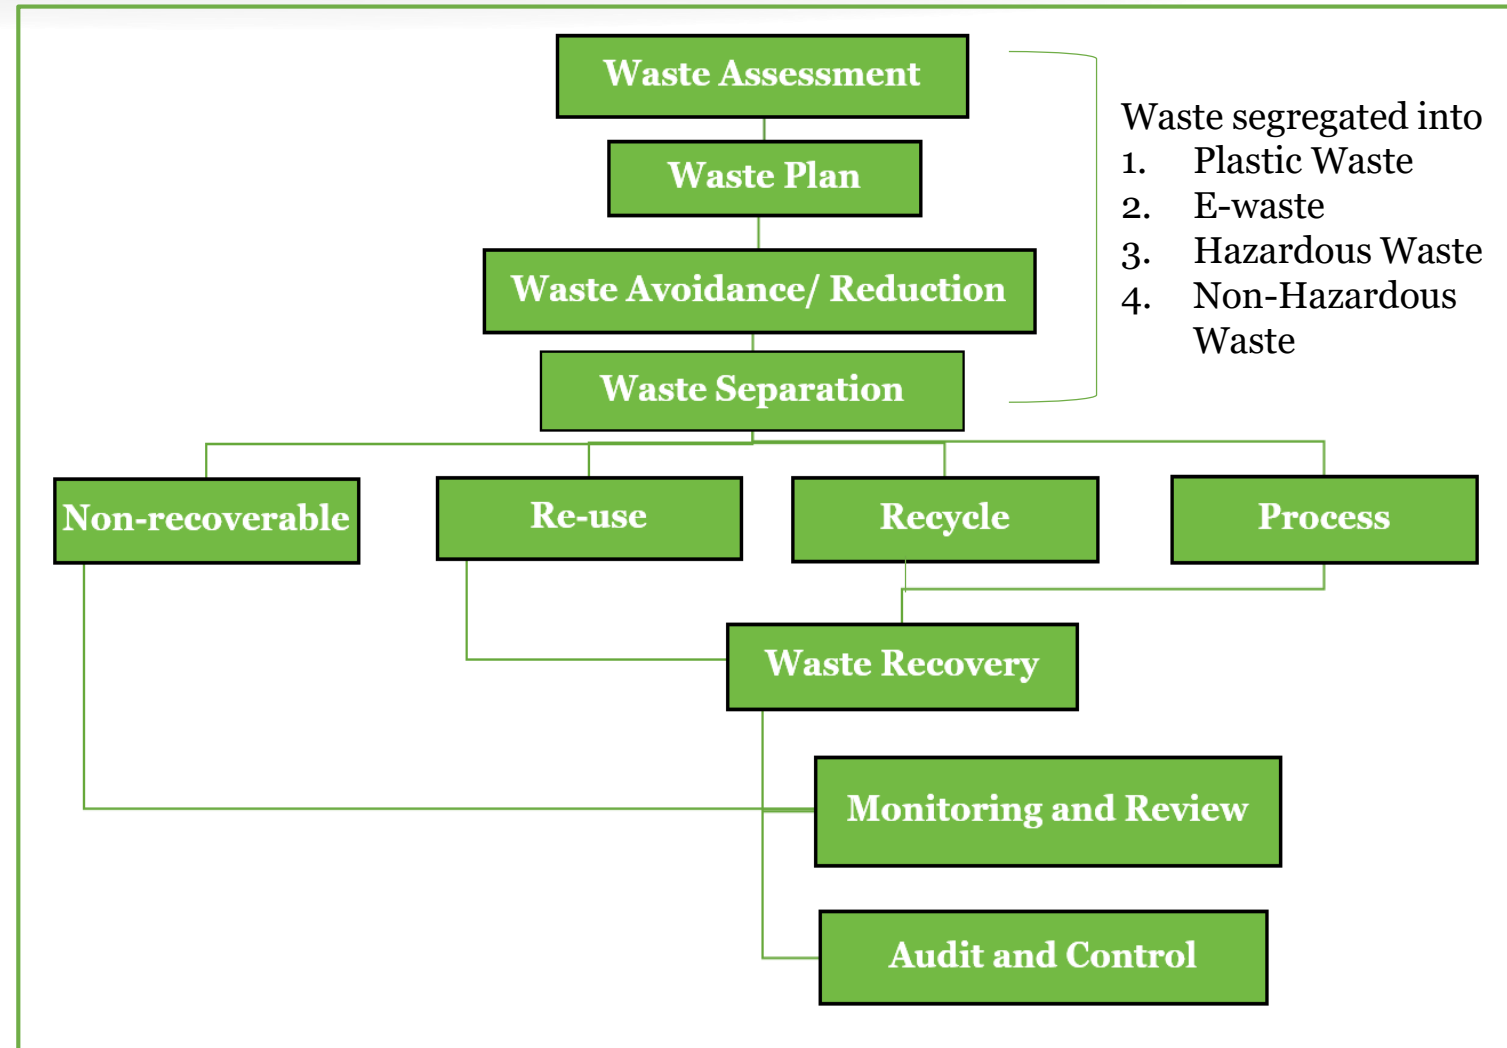 Waste Assessment
Waste Plan
Waste Avoidance/ Reduction
Waste Separation
Waste segregated into
1. Plastic Waste
2. E-waste
3. Hazardous Waste
4. Non-Hazardous
Waste
Non-recoverable
Re-use
Recycle
Process
Waste Recovery
Monitoring and Review
Audit and Control